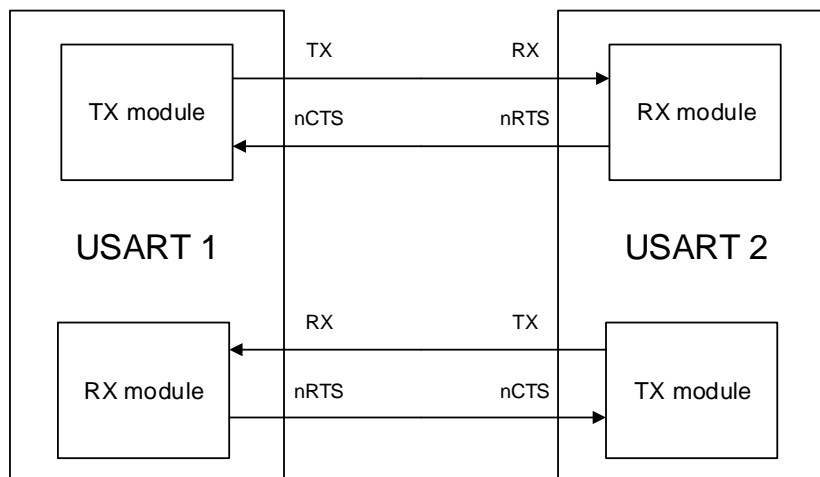 TX RX
TX module
nCTS nRTS
RX module
USART 1
USART 2
RX TX
RX module
nRTS nCTS
TX module